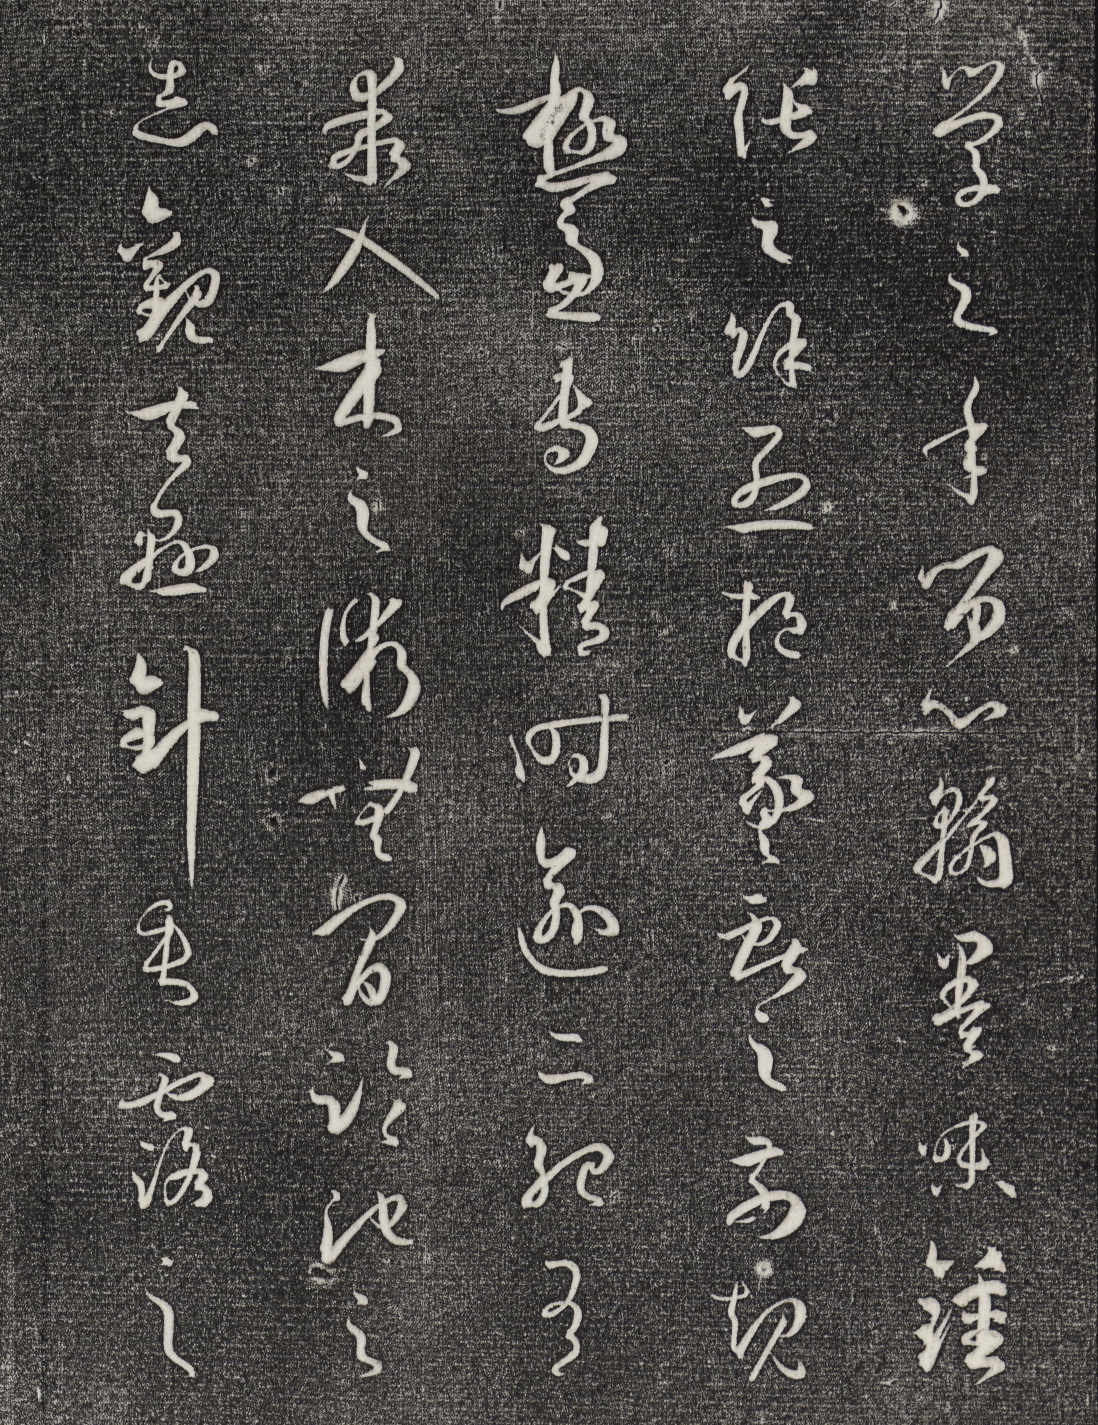 學之年留心翰墨味鍾
張之餘烈挹羲獻之前規
極慮專精時逾二紀有
乖入木之術無間臨池之
志觀夫懸針垂露之